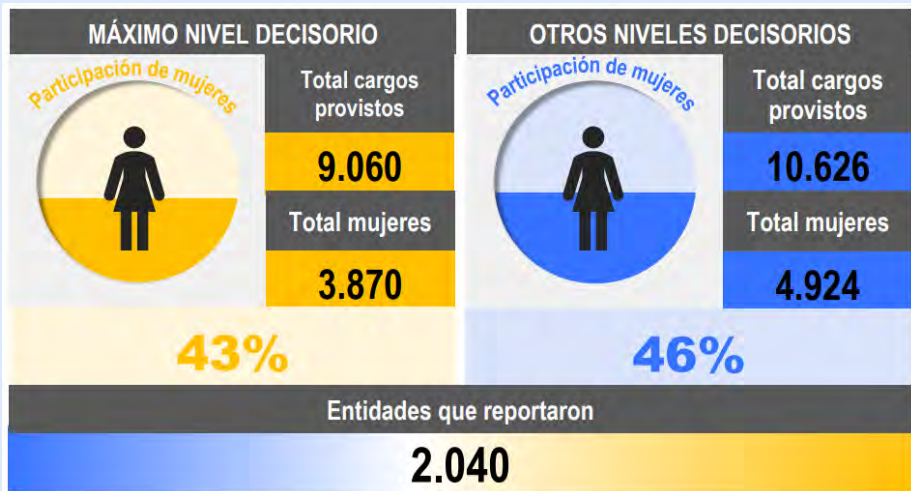 MÁXIMO NIVEL DECISORIO
Participación de mujeres
Total cargos
provistos
9.060
Total mujeres
3.870
43%
OTROS NIVELES DECISORIOS
Participación de mujeres
Total cargos
provistos
10.626
Total mujeres
4.924
46%
Entidades que reportaron
2.040